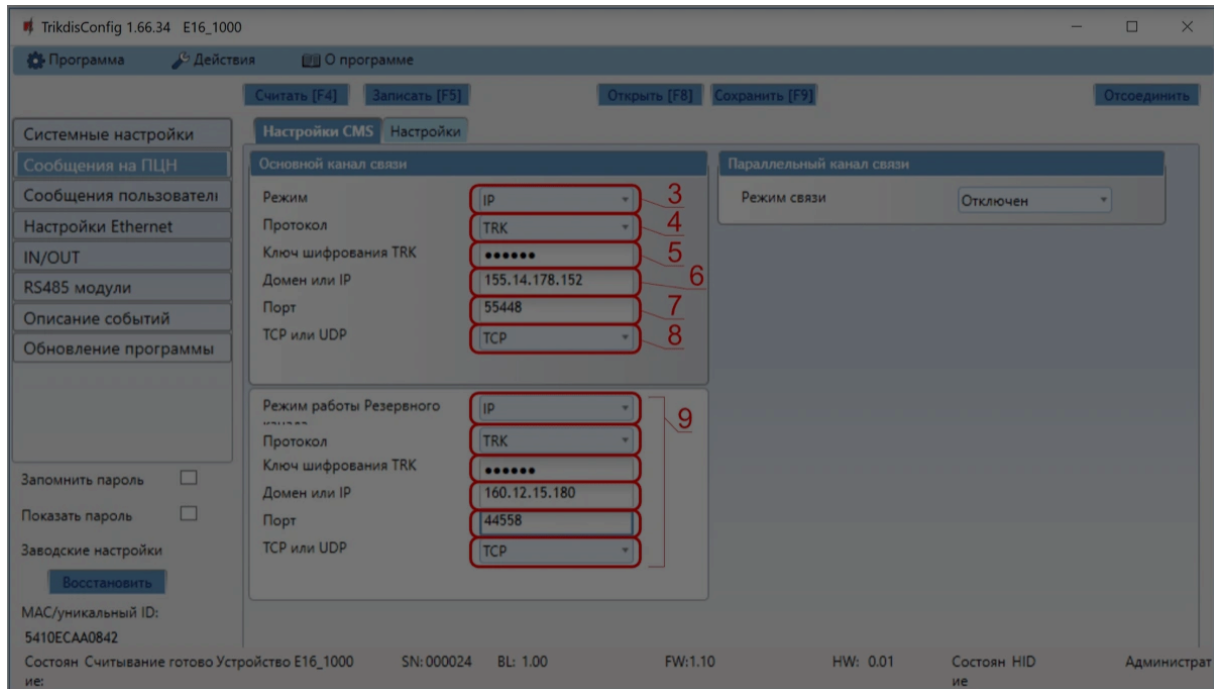 TrikdisConfig 1.66.34 E16_1000
Программа Действия О программе
Считать [F4] Записать [F5] Открыть [F8] Сохранить [F9] Отсоединить
Системные настройки
Сообщения на ПЦН
Сообщения пользовател
Настройки Ethernet
IN/OUT
RS485 модули
Описание событий
Обновление программы
Запомнить пароль
Показать пароль
Заводские настройки
Восстановить
MAC/уникальный ID:
5410ECAA0842
Настройки CMS Настройки
Основной канал связи
Режим IP 3
Протокол TRK 4
Ключ шифрования TRK •••••• 5
Домен или IP 155.14.178.152 6
Порт 55448 7
TCP или UDP TCP 8
Режим работы Резервного IP 9
Протокол TRK
Ключ шифрования TRK ••••••
Домен или IP 160.12.15.180
Порт 44558
TCP или UDP TCP
Параллельный канал связи
Режим связи Отключен
Состоян Считывание готово Устройство E16_1000 SN: 000024 BL: 1.00 FW:1.10 HW: 0.01 Состоян HID Администрат
ие: ие